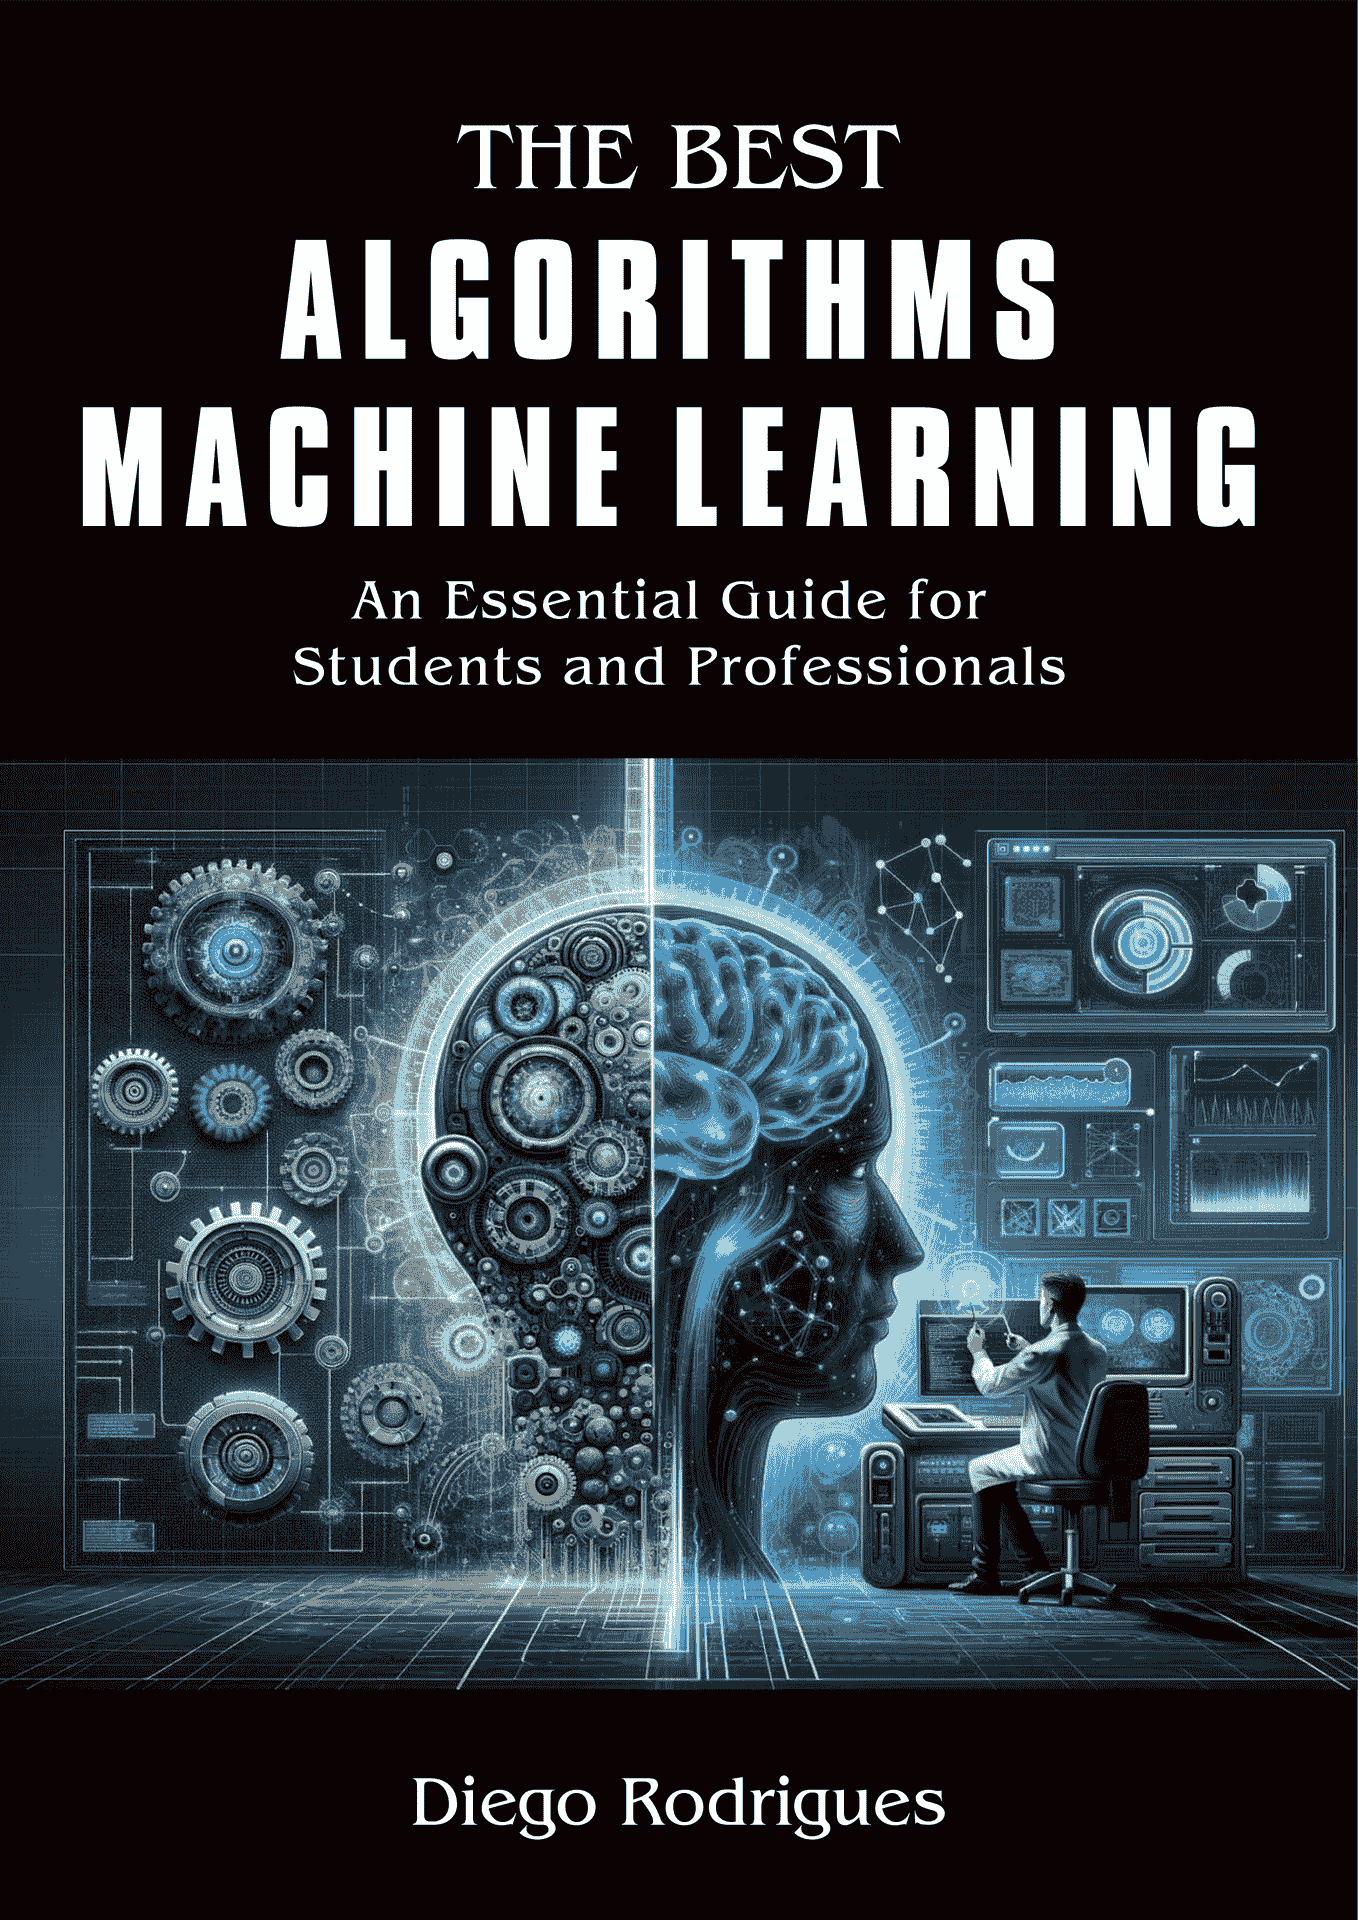 THE BEST
ALGORITHMS
MACHINE LEARNING
An Essential Guide for
Students and Professionals
Diego Rodrigues